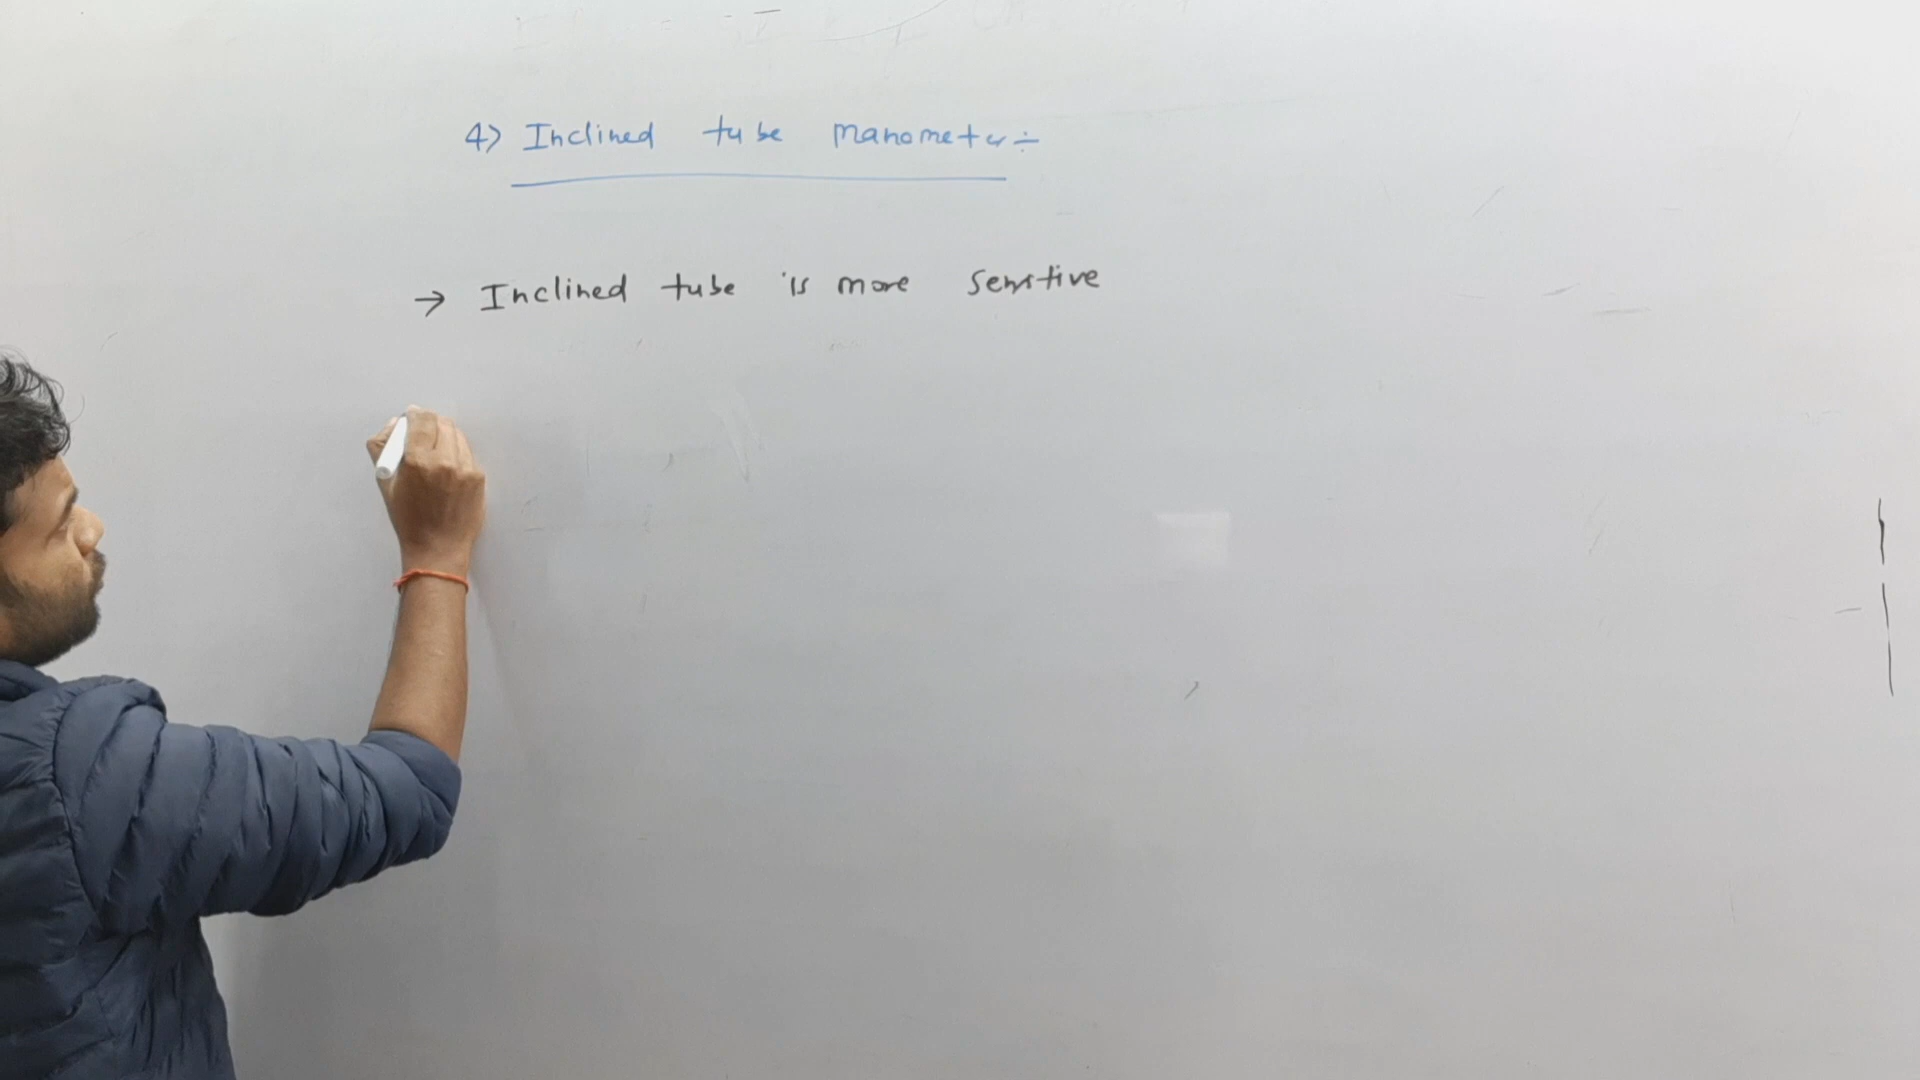 4) Inclined tube manometer:-
→ Inclined tube is more sensitive